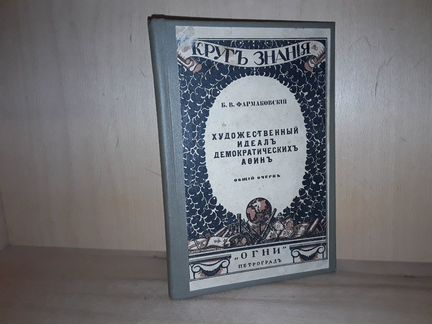 КРУГЪ ЗНАНІЯ
Б. В. ФАРМАКОВСКІЙ
ХУДОЖЕСТВЕННЫЙ
ИДЕАЛЪ
ДЕМОКРАТИЧЕСКИХЪ
АѲИНЪ
ОБЩІЙ ОЧЕРКЪ
„ОГНИ"
ПЕТРОГРАДЪ